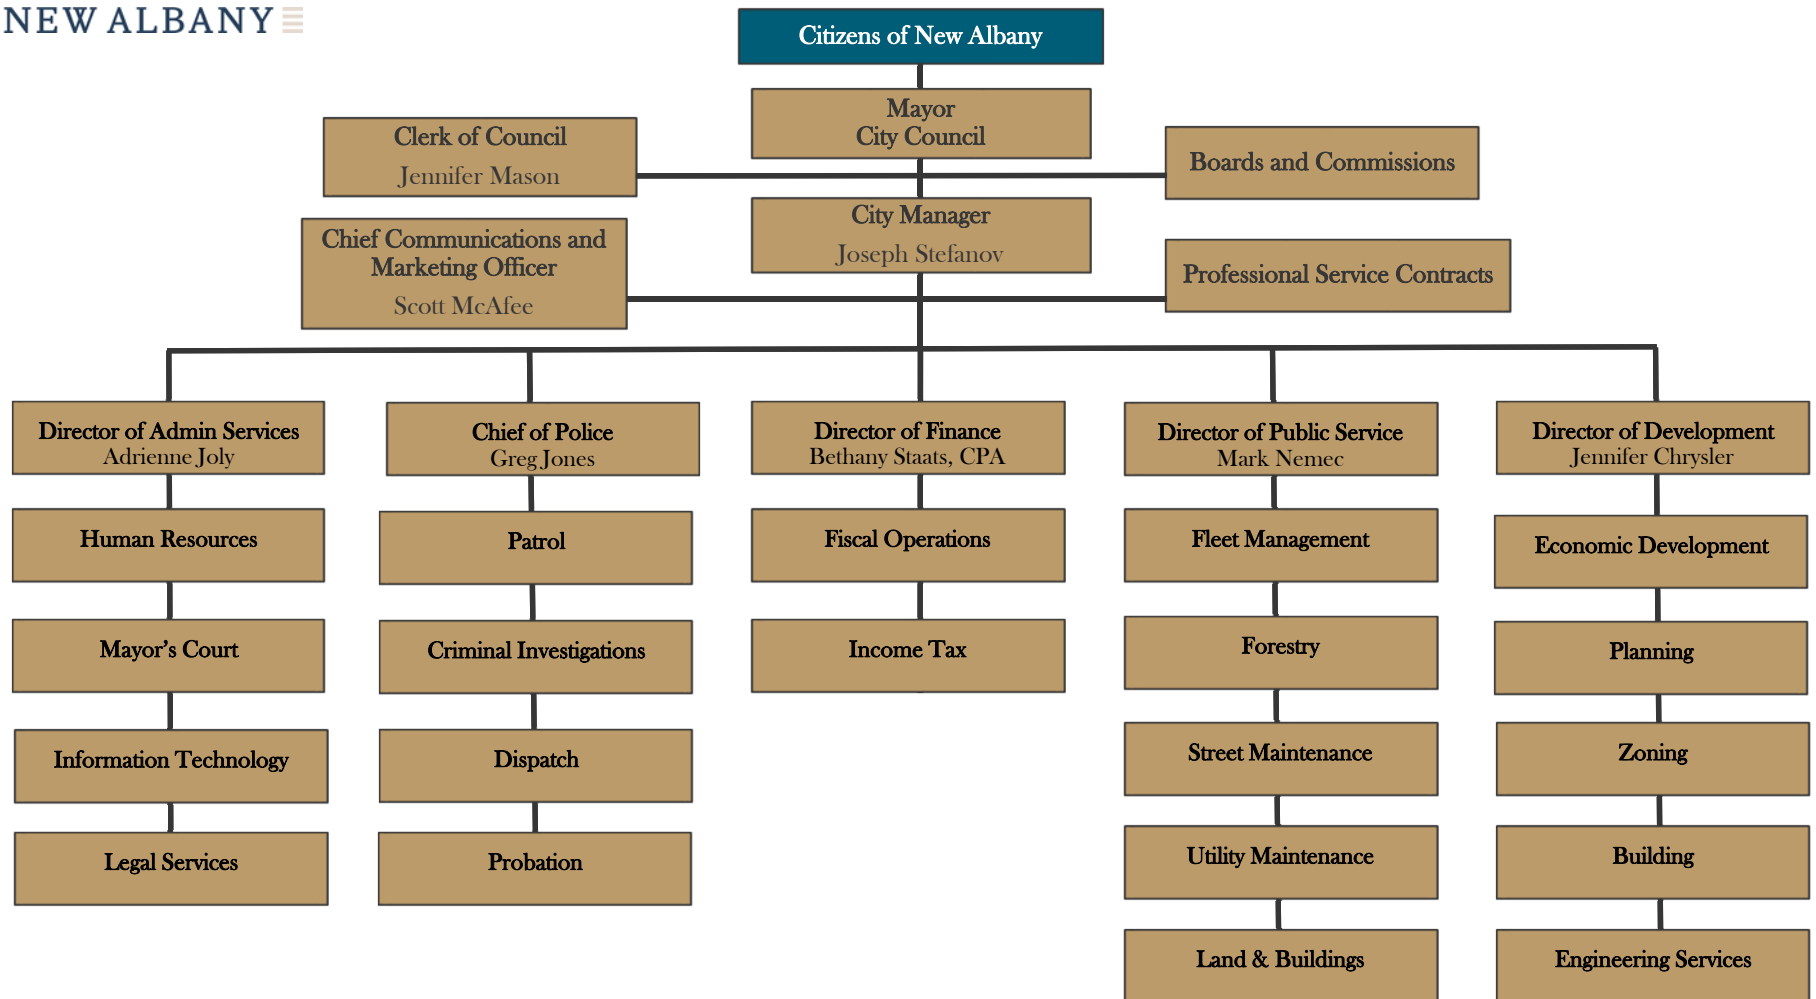 NEW ALBANY
Citizens of New Albany
Mayor
City Council
Clerk of Council
Jennifer Mason
Boards and Commissions
City Manager
Joseph Stefanov
Chief Communications and
Marketing Officer
Scott McAfee
Professional Service Contracts
Director of Admin Services
Adrienne Joly
Human Resources
Mayor’s Court
Information Technology
Legal Services
Chief of Police
Greg Jones
Patrol
Criminal Investigations
Dispatch
Probation
Director of Finance
Bethany Staats, CPA
Fiscal Operations
Income Tax
Director of Public Service
Mark Nemec
Fleet Management
Forestry
Street Maintenance
Utility Maintenance
Land & Buildings
Director of Development
Jennifer Chrysler
Economic Development
Planning
Zoning
Building
Engineering Services